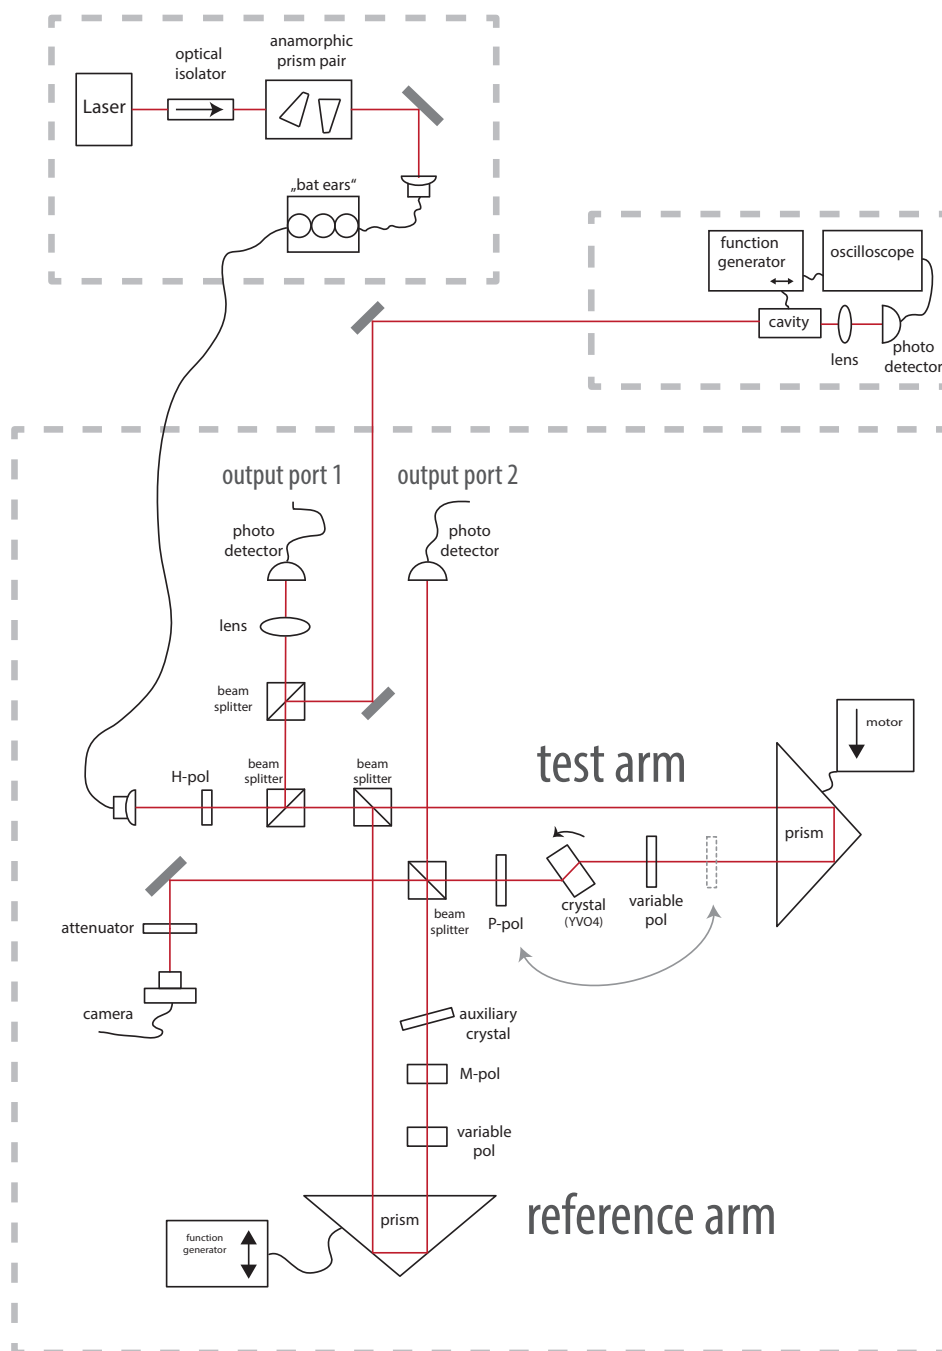 optical
isolator
anamorphic
prism pair
Laser
„bat ears“
function
generator
oscilloscope
cavity
lens
photo
detector
output port 1
output port 2
photo
detector
photo
detector
lens
beam
splitter
motor
H-pol
beam
splitter
beam
splitter
test arm
prism
attenuator
beam
splitter
P-pol
crystal
(YVO4)
variable
pol
camera
auxiliary
crystal
M-pol
variable
pol
prism
reference arm
function
generator